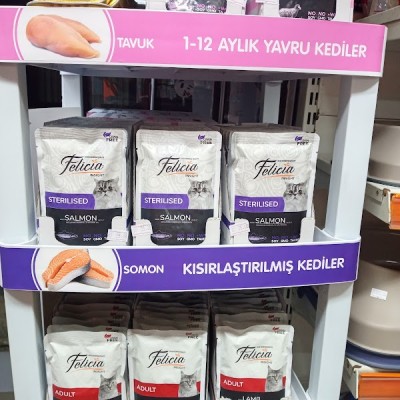 TAVUK 1-12 AYLIK YAVRU KEDİLER
Felicia
STERILISED
SALMON
Felicia
STERILISED
SALMON
Felicia
STERILISED
SALMON
SOMON KISIRLAŞTIRILMIŞ KEDİLER
Felicia
ADULT
Felicia
ADULT
Felicia
ADULT
LAMB